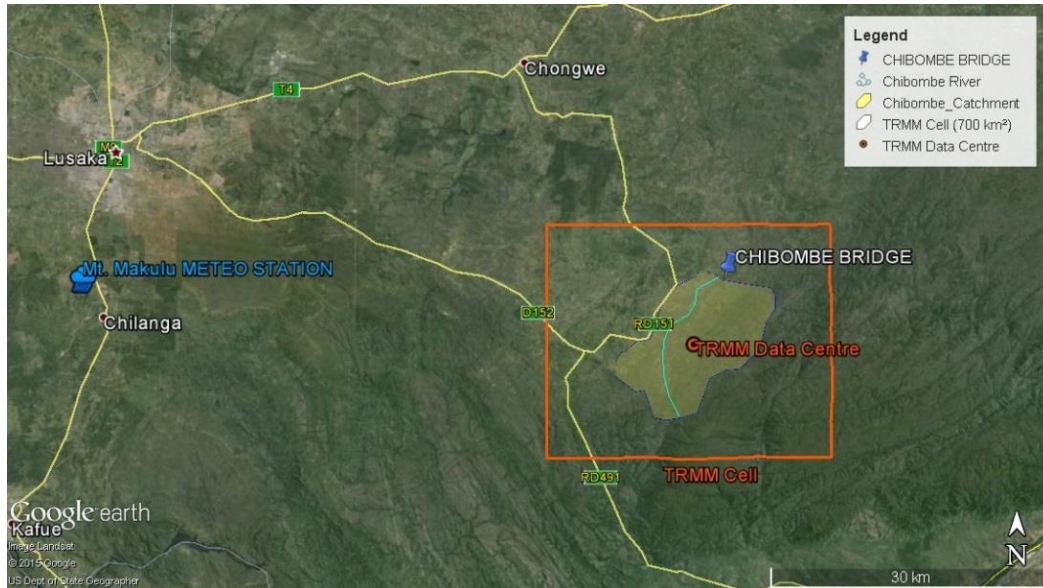 Legend
CHIBOMBE BRIDGE
Chibombe River
Chibombe_Catchment
TRMM Cell (700 km²)
TRMM Data Centre
Chongwe
T4
Lusaka
Mt. Makulu METEO STATION
CHIBOMBE BRIDGE
Chilanga
D152
RD151
TRMM Data Centre
TRMM Cell
RD491
Google earth
Kafue
Image Landsat
© 2015 Google
US Dept of State Geographer
N
30 km